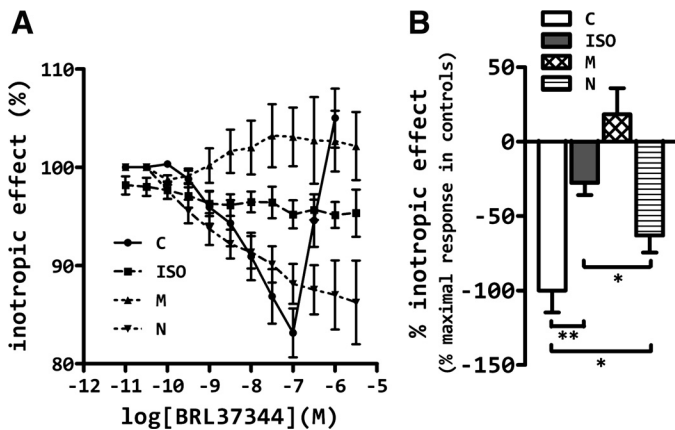 A
inotropic effect (%)
110
100
90
80
C
ISO
M
N
-12 -11 -10 -9 -8 -7 -6 -5
log[BRL37344](M)
B
C
ISO
M
N
% inotropic effect
(% maximal response in controls)
50
0
-50
-100
-150
*
**
*